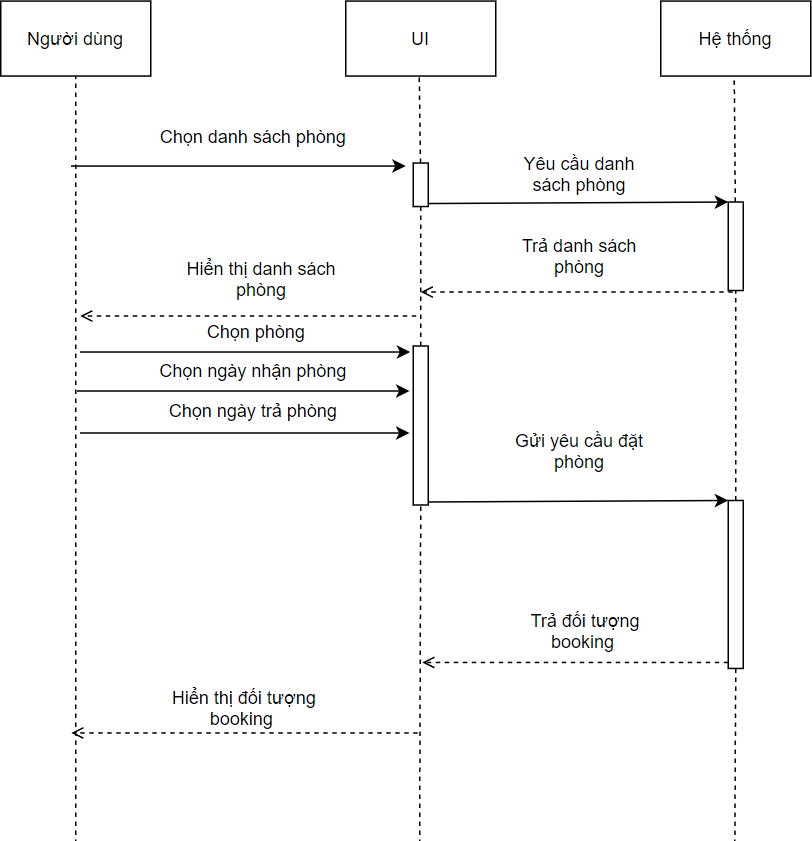 Người dùng
UI
Hệ thống
Chọn danh sách phòng
Yêu cầu danh
sách phòng
Trả danh sách
phòng
Hiển thị danh sách
phòng
Chọn phòng
Chọn ngày nhận phòng
Chọn ngày trả phòng
Gửi yêu cầu đặt
phòng
Trả đối tượng
booking
Hiển thị đối tượng
booking